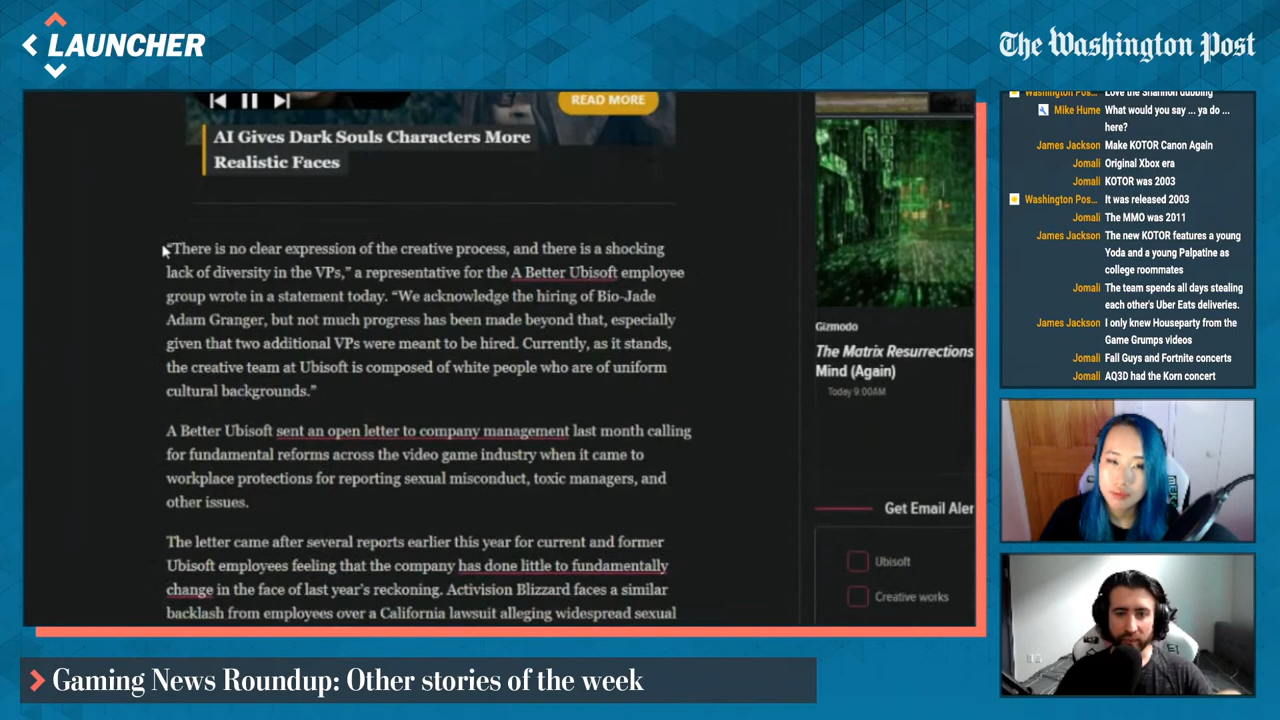 LAUNCHER
The Washington Post
READ MORE
AI Gives Dark Souls Characters More
Realistic Faces
“There is no clear expression of the creative process, and there is a shocking
lack of diversity in the VPs,” a representative for the A Better Ubisoft employee
group wrote in a statement today. “We acknowledge the hiring of Bio-Jade
Adam Granger, but not much progress has been made beyond that, especially
given that two additional VPs were meant to be hired. Currently, as it stands,
the creative team at Ubisoft is composed of white people who are of uniform
cultural backgrounds.”
A Better Ubisoft sent an open letter to company management last month calling
for fundamental reforms across the video game industry when it came to
workplace protections for reporting sexual misconduct, toxic managers, and
other issues.
The letter came after several reports earlier this year for current and former
Ubisoft employees feeling that the company has done little to fundamentally
change in the face of last year’s reckoning. Activision Blizzard faces a similar
backlash from employees over a California lawsuit alleging widespread sexual
Gizmodo
The Matrix Resurrections
Mind (Again)
Today 9:00AM
Get Email Aler
Ubisoft
Creative works
Washington Pos... Love the Shannon dubbing
Mike Hume What would you say ... ya do ...
here?
James Jackson Make KOTOR Canon Again
Jomali Original Xbox era
Jomali KOTOR was 2003
Washington Pos... It was released 2003
Jomali The MMO was 2011
James Jackson The new KOTOR features a young
Yoda and a young Palpatine as
college roommates
Jomali The team spends all days stealing
each other's Uber Eats deliveries.
James Jackson I only knew Houseparty from the
Game Grumps videos
Jomali Fall Guys and Fortnite concerts
Jomali AQ3D had the Korn concert
Gaming News Roundup: Other stories of the week